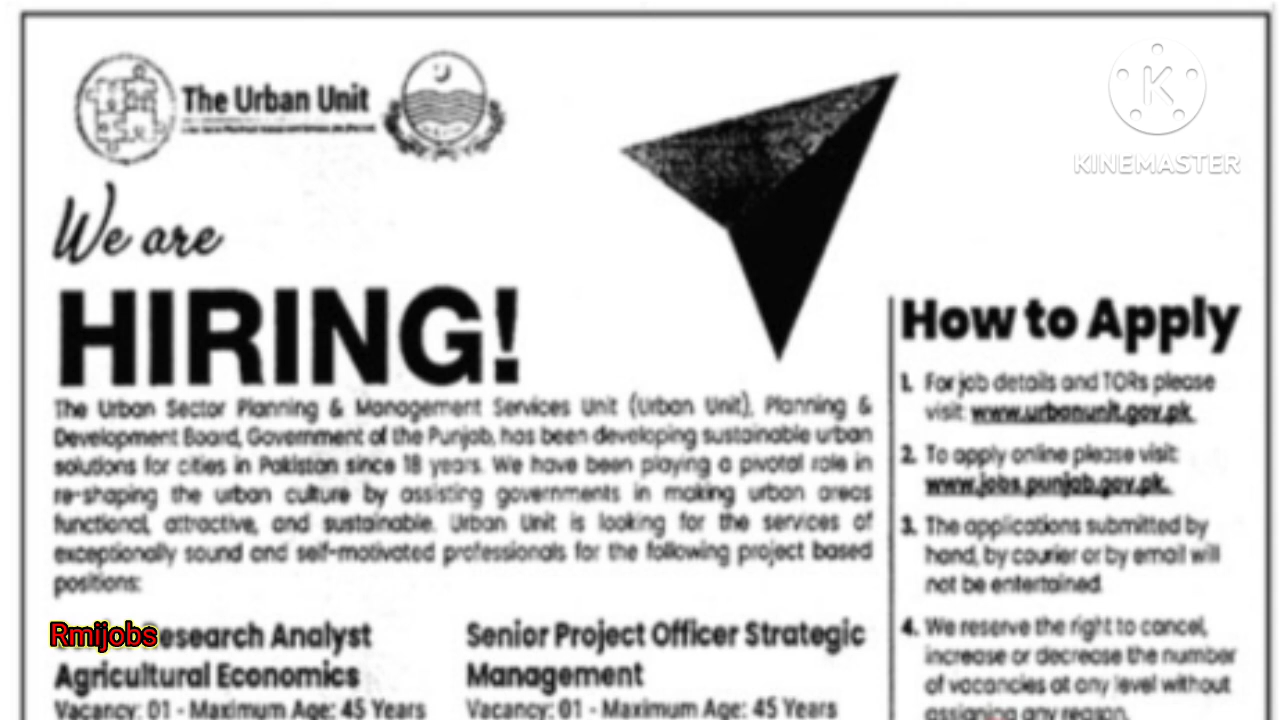 The Urban Unit
KINEMASTER
We are
HIRING!
The Urban Sector Planning & Management Services Unit (Urban Unit), Planning &
Development Board, Government of the Punjab, has been developing sustainable urban
solutions for cities in Pakistan since 18 years. We have been playing a pivotal role in
re-shaping the urban culture by assisting governments in making urban areas
functional, attractive, and sustainable. Urban Unit is looking for the services of
exceptionally sound and self-motivated professionals for the following project based
positions:
Rmijobs
esearch Analyst
Agricultural Economics
Vacancy: 01 - Maximum Age: 45 Years
Senior Project Officer Strategic
Management
Vacancy: 01 - Maximum Age: 45 Years
How to Apply
1. For job details and TORs please
visit: www.urbanunit.gov.pk.
2. To apply online please visit:
www.jobs.punjab.gov.pk.
3. The applications submitted by
hand, by courier or by email will
not be entertained.
4. We reserve the right to cancel,
increase or decrease the number
of vacancies at any level without
assigning any reason.